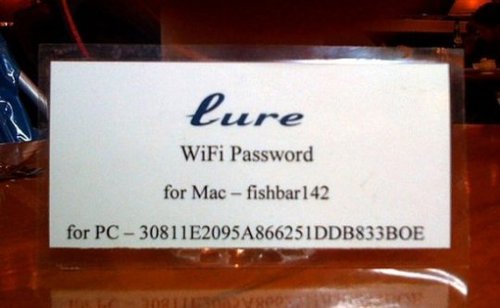 lure
WiFi Password
for Mac – fishbar142
for PC – 30811E2095A866251DDB833BOE